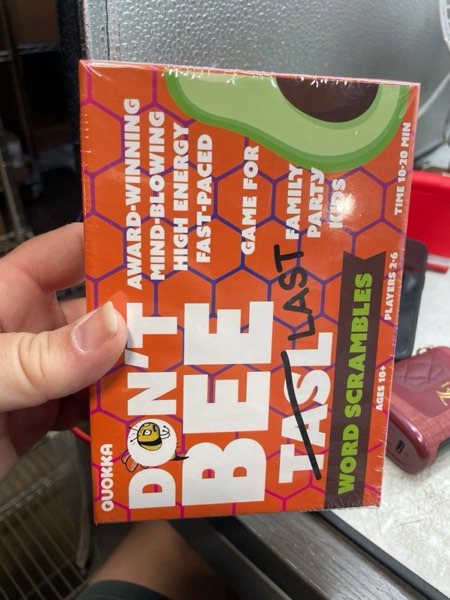 QUOKKA
DON'T
BEE
TASL LAST
WORD SCRAMBLES
AWARD-WINNING
MIND-BLOWING
HIGH ENERGY
FAST-PACED
GAME FOR
FAMILY
PARTY
KIDS
AGES 10+
PLAYERS 2-6
TIME 10-20 MIN